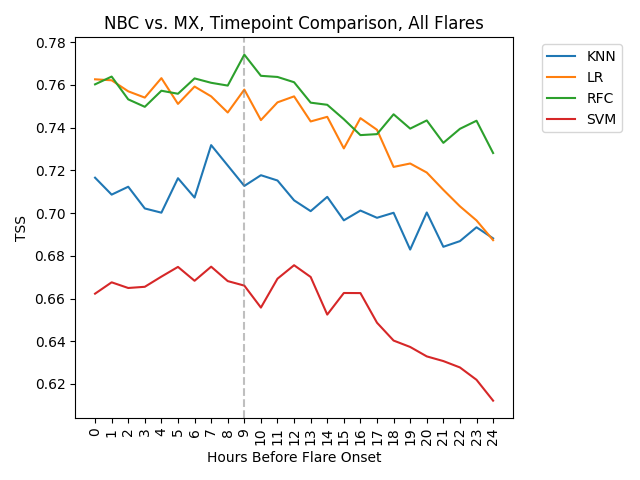 NBC vs. MX, Timepoint Comparison, All Flares
0.78
0.76
0.74
0.72
0.70
0.68
0.66
0.64
0.62
TSS
0 1 2 3 4 5 6 7 8 9 10 11 12 13 14 15 16 17 18 19 20 21 22 23 24
Hours Before Flare Onset
KNN
LR
RFC
SVM